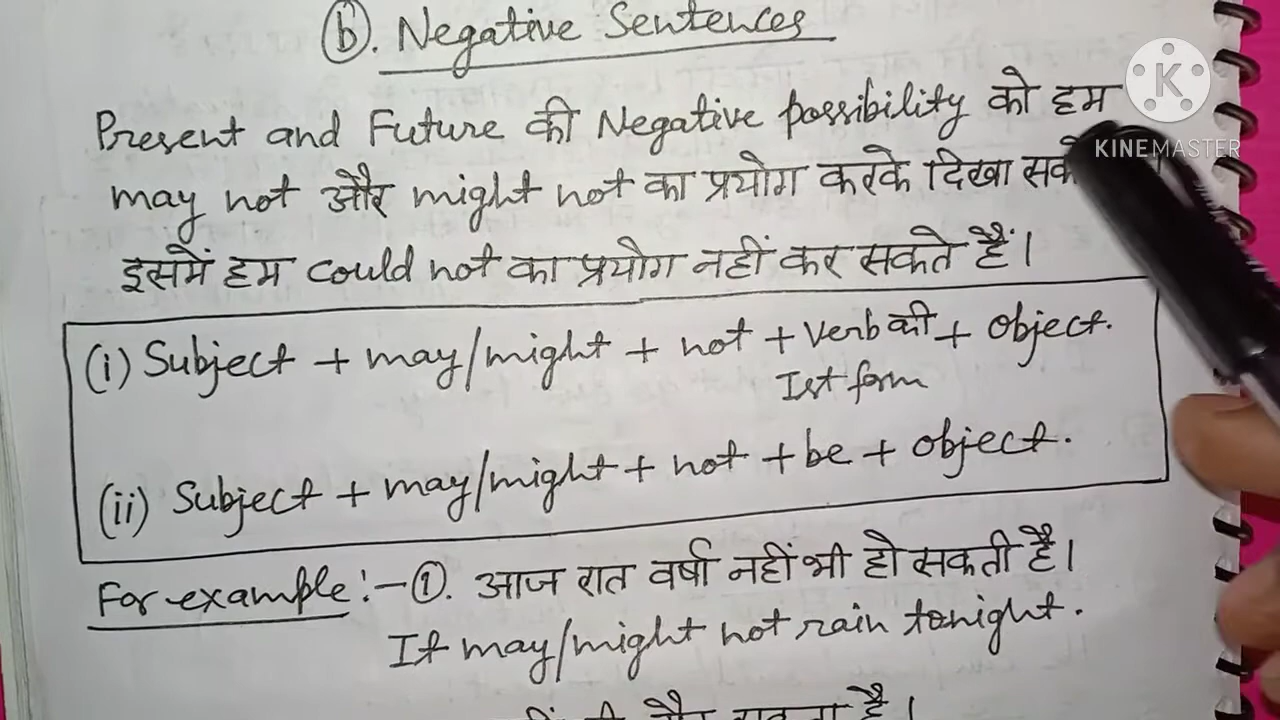 (b). Negative Sentences
Present and Future की Negative possibility को हम
may not और might not का प्रयोग करके दिखा
इसमें हम could not का प्रयोग नहीं कर सकते हैं।
(i) Subject + may/might + not + verb की + object.
Ist form
(ii) Subject + may/might + not + be + object.
For example:- ①. आज रात वर्षा नहीं भी हो सकती है।
It may/might not rain tonight.
K
KINEMASTER